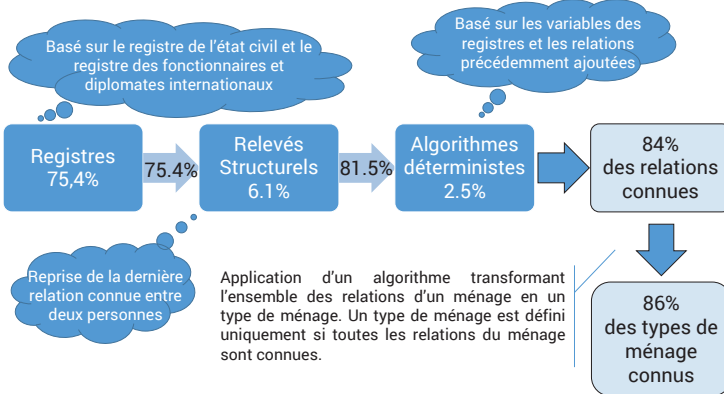 Basé sur le registre de l'état civil et le
registre des fonctionnaires et
diplomates internationaux
Basé sur les variables des
registres et les relations
précédemment ajoutées
Registres
75,4%
75.4%
Relevés
Structurels
6.1%
81.5%
Algorithmes
déterministes
2.5%
84%
des relations
connues
Reprise de la dernière
relation connue entre
deux personnes
Application d'un algorithme transformant
l'ensemble des relations d'un ménage en un
type de ménage. Un type de ménage est défini
uniquement si toutes les relations du ménage
sont connues.
86%
des types de
ménage
connus